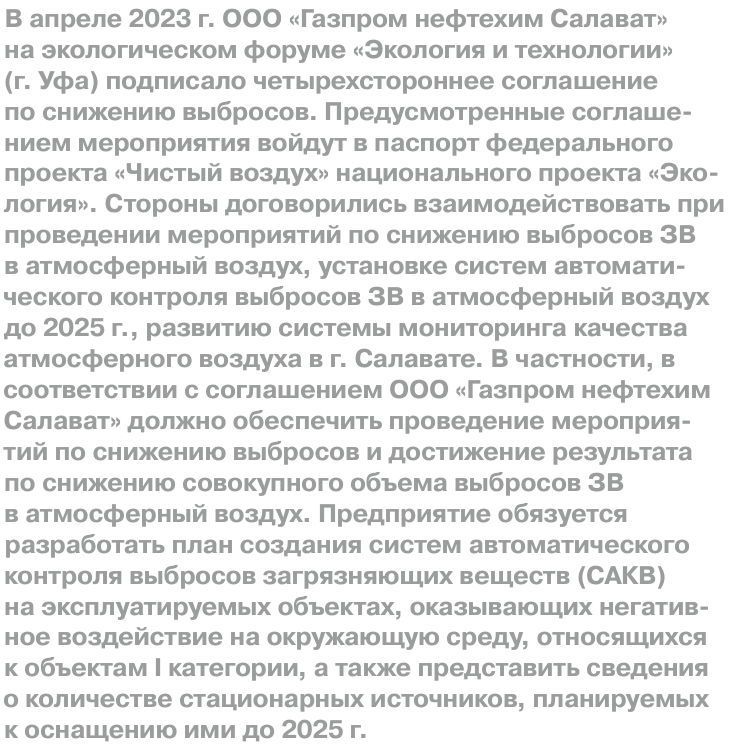 В апреле 2023 г. ООО «Газпром нефтехим Салават»
на экологическом форуме «Экология и технологии»
(г. Уфа) подписало четырехстороннее соглашение
по снижению выбросов. Предусмотренные соглаше-
нием мероприятия войдут в паспорт федерального
проекта «Чистый воздух» национального проекта «Эко-
логия». Стороны договорились взаимодействовать при
проведении мероприятий по снижению выбросов ЗВ
в атмосферный воздух, установке систем автомати-
ческого контроля выбросов ЗВ в атмосферный воздух
до 2025 г., развитию системы мониторинга качества
атмосферного воздуха в г. Салавате. В частности, в
соответствии с соглашением ООО «Газпром нефтехим
Салават» должно обеспечить проведение мероприя-
тий по снижению выбросов и достижение результата
по снижению совокупного объема выбросов ЗВ
в атмосферный воздух. Предприятие обязуется
разработать план создания систем автоматического
контроля выбросов загрязняющих веществ (САКВ)
на эксплуатируемых объектах, оказывающих негатив-
ное воздействие на окружающую среду, относящихся
к объектам I категории, а также представить сведения
о количестве стационарных источников, планируемых
к оснащению ими до 2025 г.